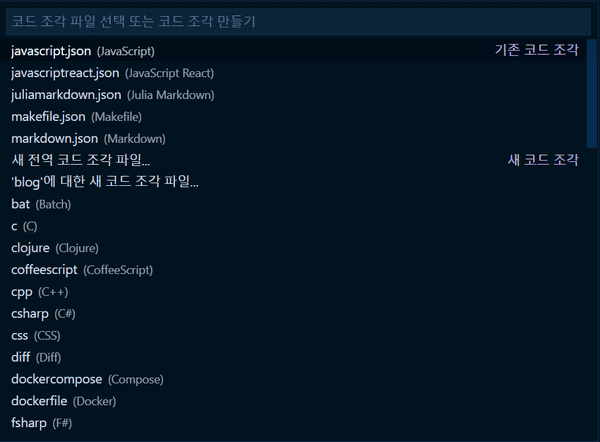 코드 조각 파일 선택 또는 코드 조각 만들기
javascript.json (JavaScript) 기존 코드 조각
javascriptreact.json (JavaScript React)
juliamarkdown.json (Julia Markdown)
makefile.json (Makefile)
markdown.json (Markdown)
새 전역 코드 조각 파일... 새 코드 조각
'blog'에 대한 새 코드 조각 파일...
bat (Batch)
c (C)
clojure (Clojure)
coffeescript (CoffeeScript)
cpp (C++)
csharp (C#)
css (CSS)
diff (Diff)
dockercompose (Compose)
dockerfile (Docker)
fsharp (F#)